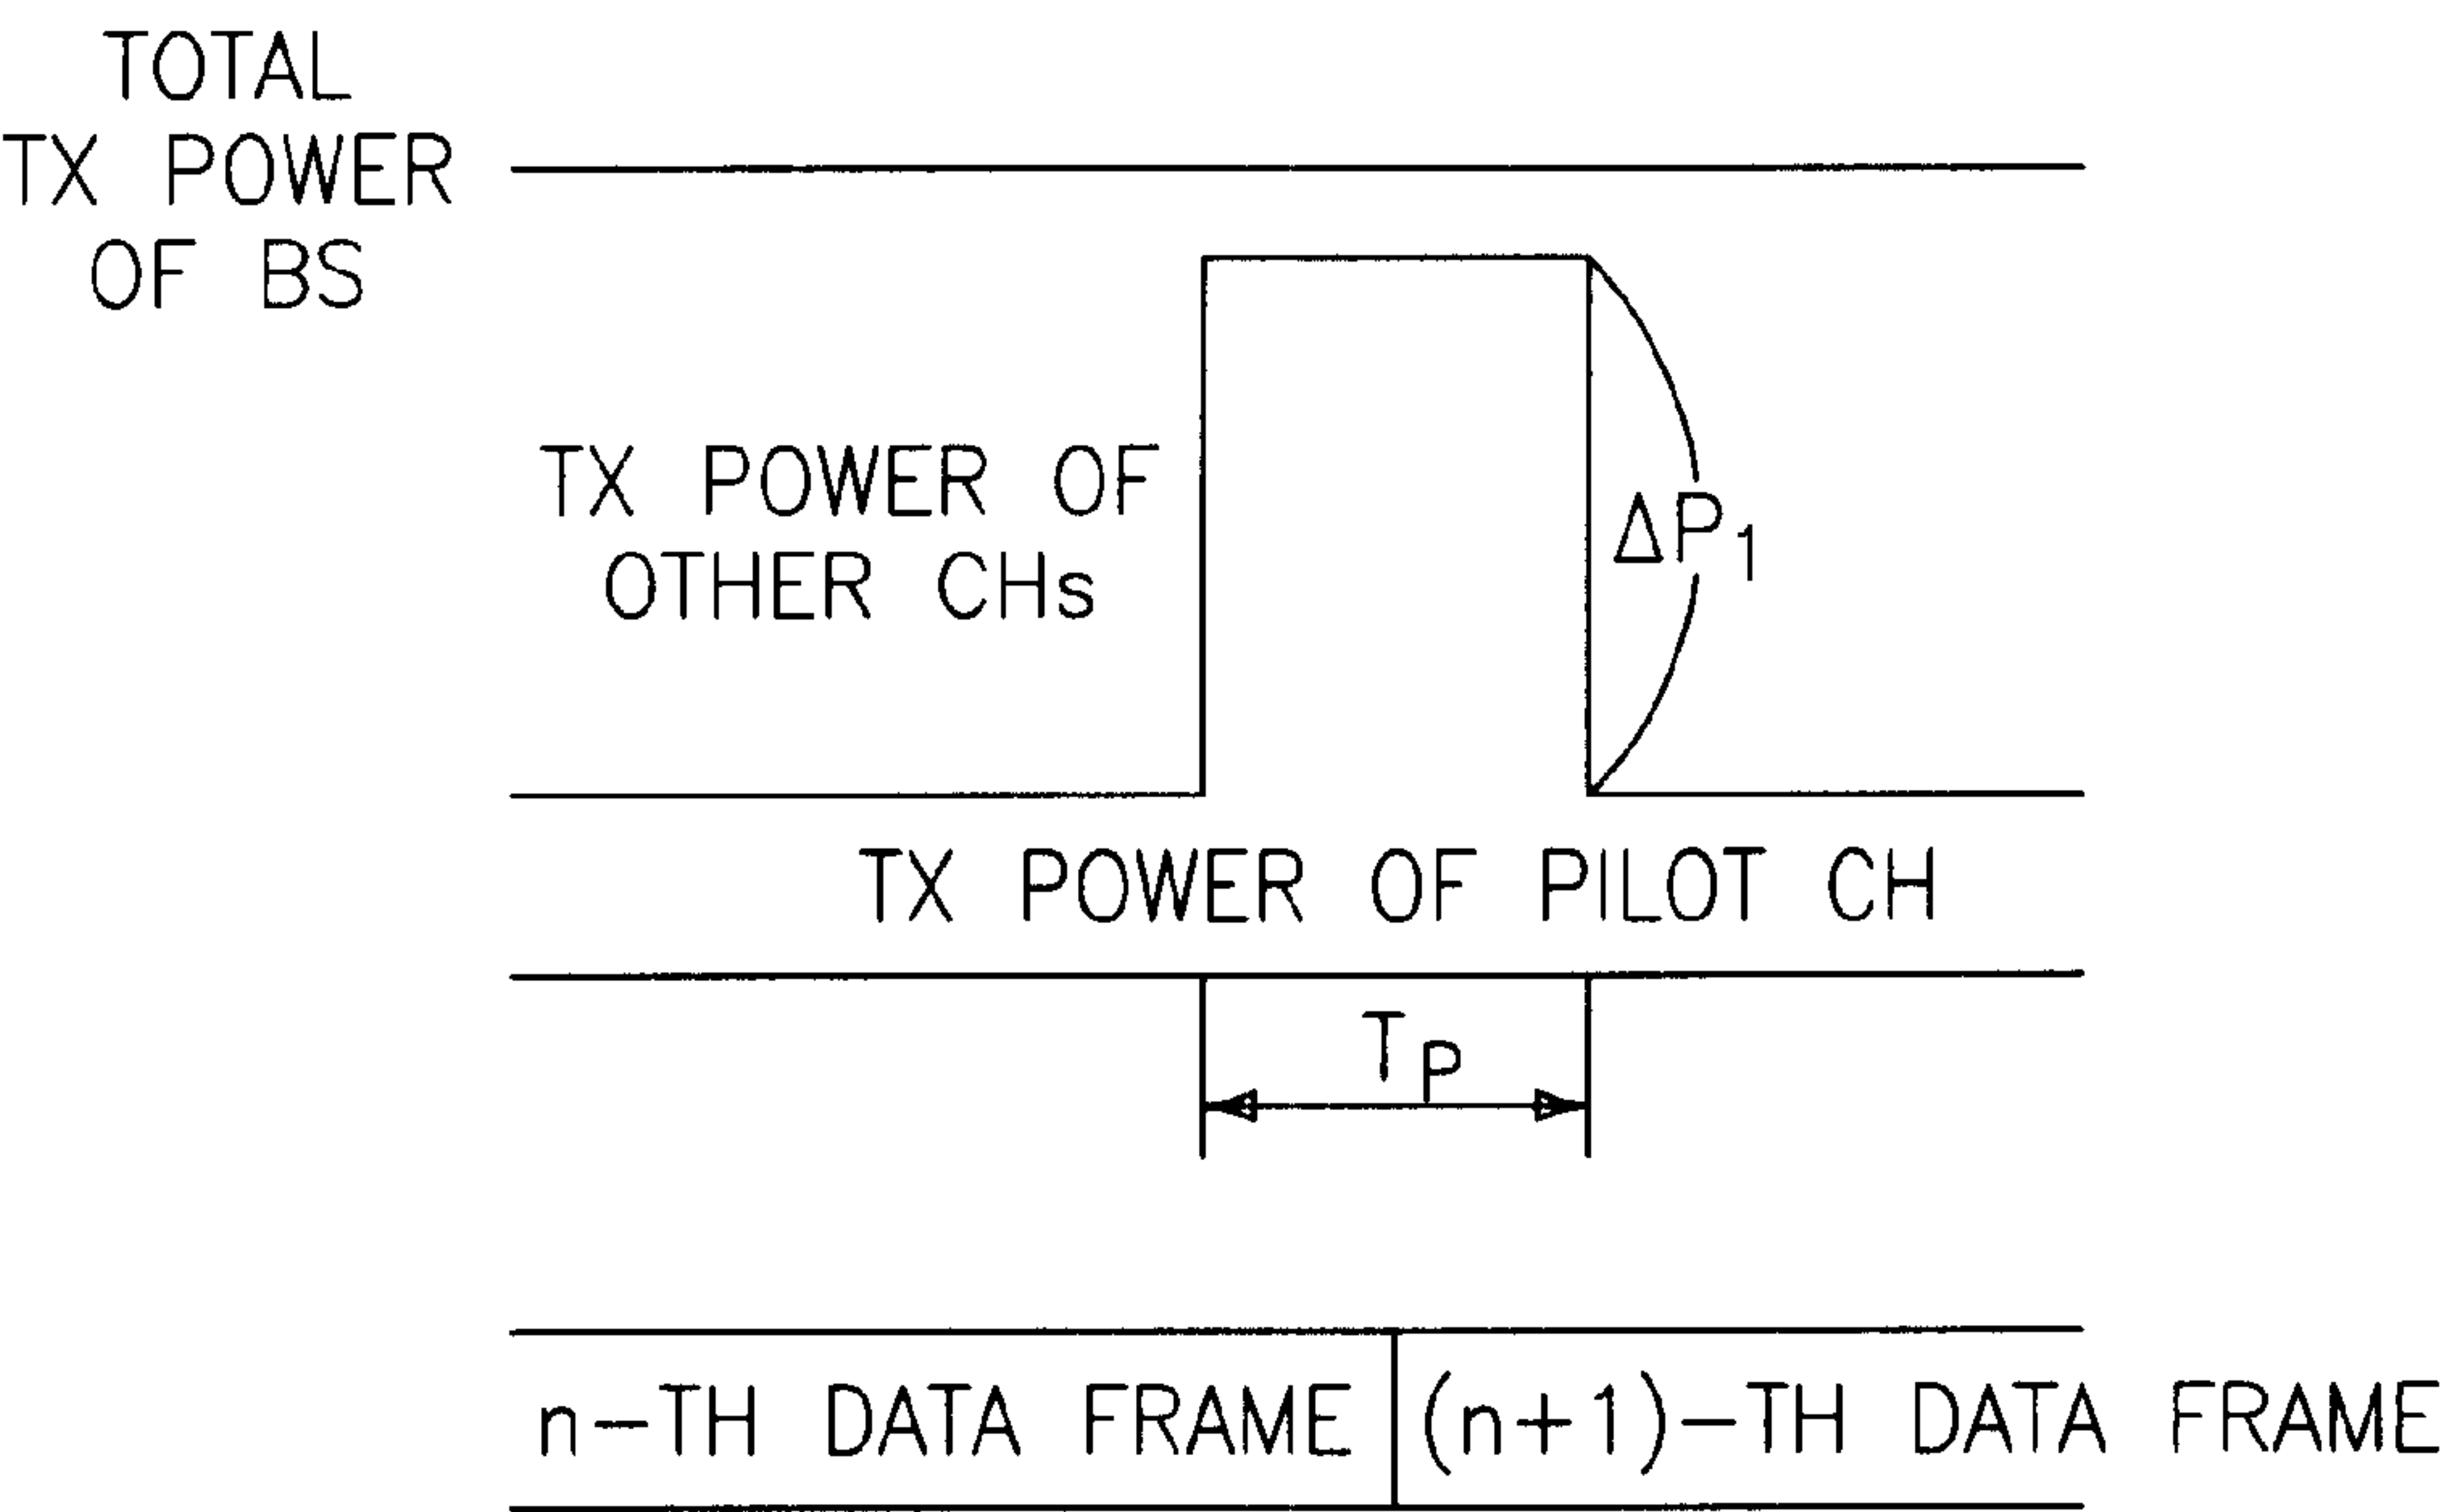 TOTAL
TX POWER
OF BS
TX POWER OF
OTHER CHs
ΔP1
TX POWER OF PILOT CH
TP
n-TH DATA FRAME
(n+1)-TH DATA FRAME